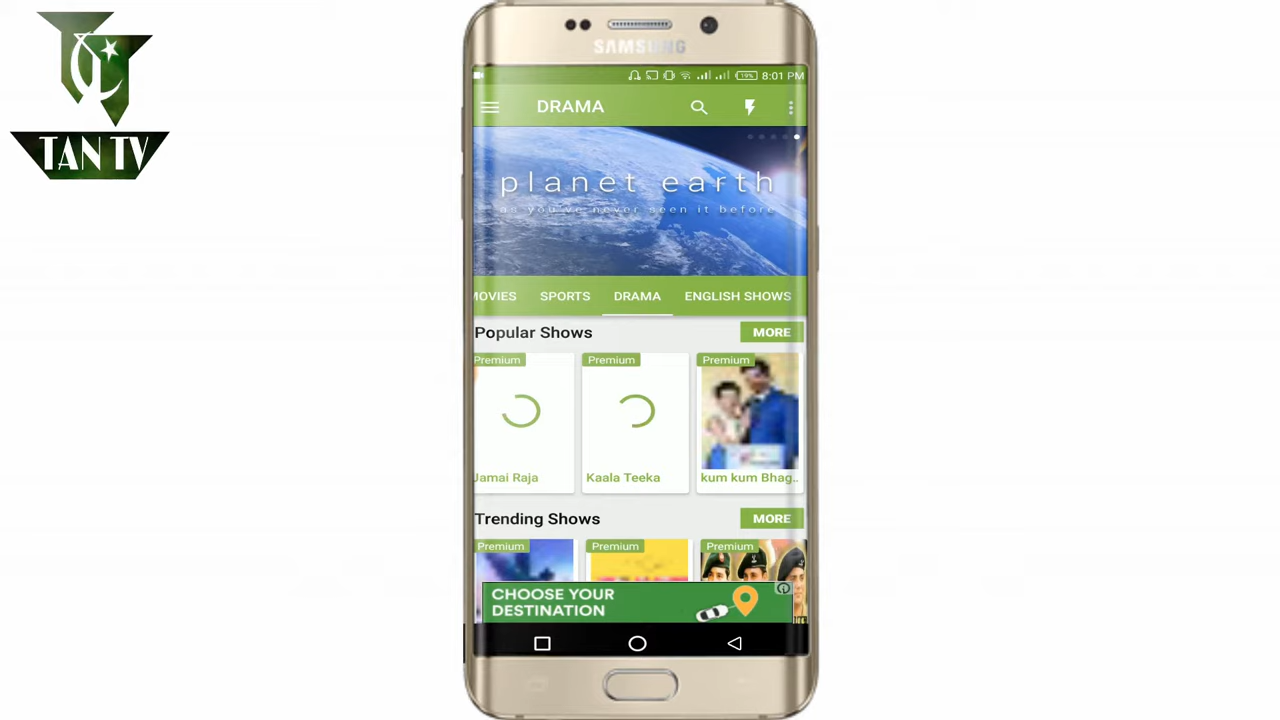 TAN TV
SAMSUNG
19% 8:01 PM
DRAMA
planet earth
as you've never seen it before
MOVIES SPORTS DRAMA ENGLISH SHOWS
Popular Shows MORE
Premium Premium Premium
Jamai Raja Kaala Teeka kum kum Bhag..
Trending Shows MORE
Premium Premium Premium
CHOOSE YOUR
DESTINATION